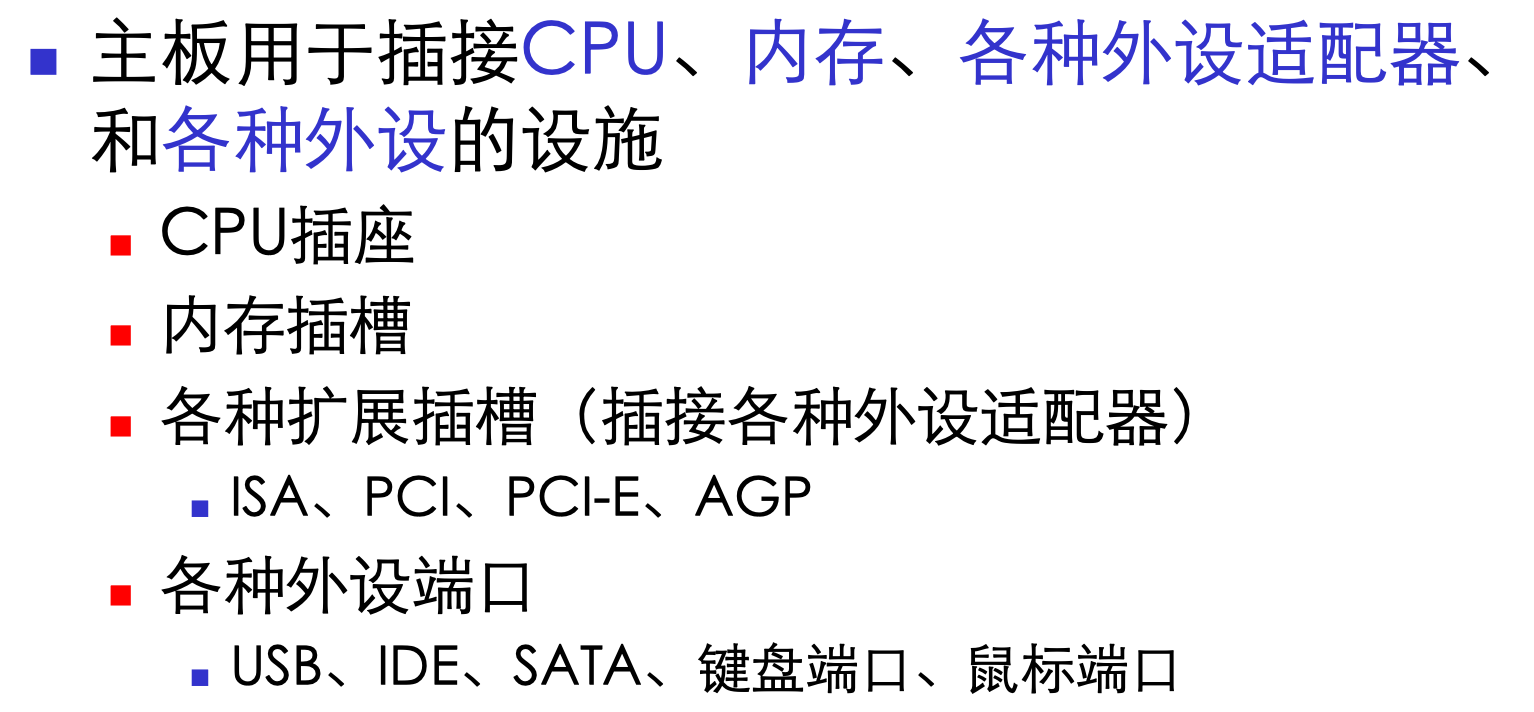 主板用于插接CPU、内存、各种外设适配器、
和各种外设的设施
CPU插座
内存插槽
各种扩展插槽（插接各种外设适配器）
ISA、PCI、PCI-E、AGP
各种外设端口
USB、IDE、SATA、键盘端口、鼠标端口